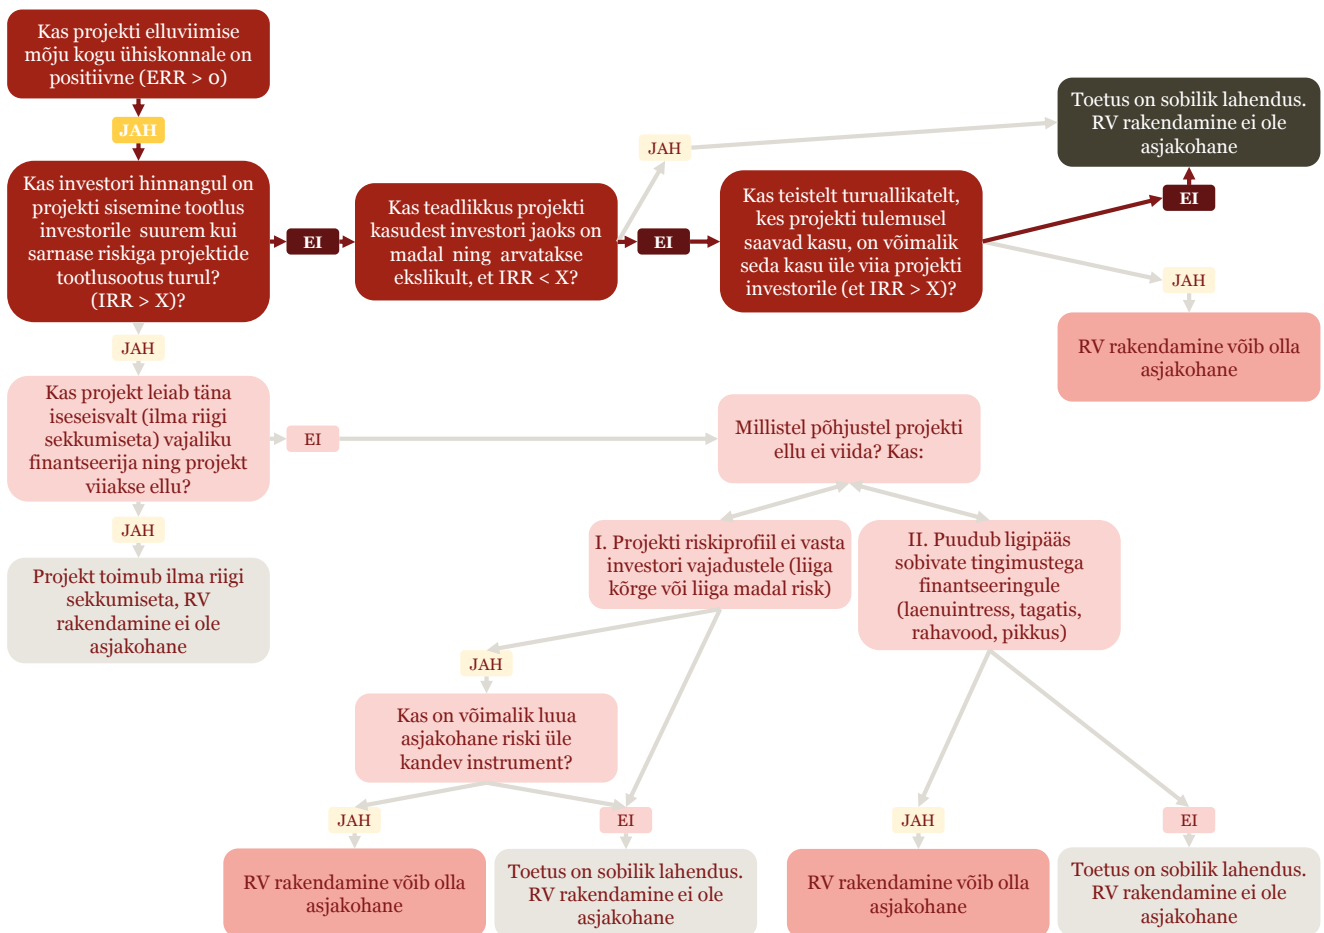 Kas projekti elluviimise
mõju kogu ühiskonnale on
positiivne (ERR > 0)
JAH
Kas investori hinnangul on
projekti sisemine tootlus
investorile suurem kui
sarnase riskiga projektide
tootlusootus turul?
(IRR > X)?
EI
Kas teadlikkus projekti
kasudest investori jaoks on
madal ning arvatakse
ekslikult, et IRR < X?
JAH
EI
Kas teistelt turuallikatelt,
kes projekti tulemusel
saavad kasu, on võimalik
seda kasu üle viia projekti
investorile (et IRR > X)?
Toetus on sobilik lahendus.
RV rakendamine ei ole
asjakohane
EI
JAH
RV rakendamine võib olla
asjakohane
JAH
Kas projekt leiab täna
iseseisvalt (ilma riigi
sekkumiseta) vajaliku
finantseerija ning projekt
viiakse ellu?
EI
Millistel põhjustel projekti
ellu ei viida? Kas:
JAH
Projekt toimub ilma riigi
sekkumiseta, RV
rakendamine ei ole
asjakohane
I. Projekti riskiprofiil ei vasta
investori vajadustele (liiga
kõrge või liiga madal risk)
II. Puudub ligipääs
sobivate tingimustega
finantseeringule
(laenuintress, tagatis,
rahavood, pikkus)
JAH
Kas on võimalik luua
asjakohane riski üle
kandev instrument?
JAH
EI
JAH
EI
RV rakendamine võib olla
asjakohane
Toetus on sobilik lahendus.
RV rakendamine ei ole
asjakohane
RV rakendamine võib olla
asjakohane
Toetus on sobilik lahendus.
RV rakendamine ei ole
asjakohane